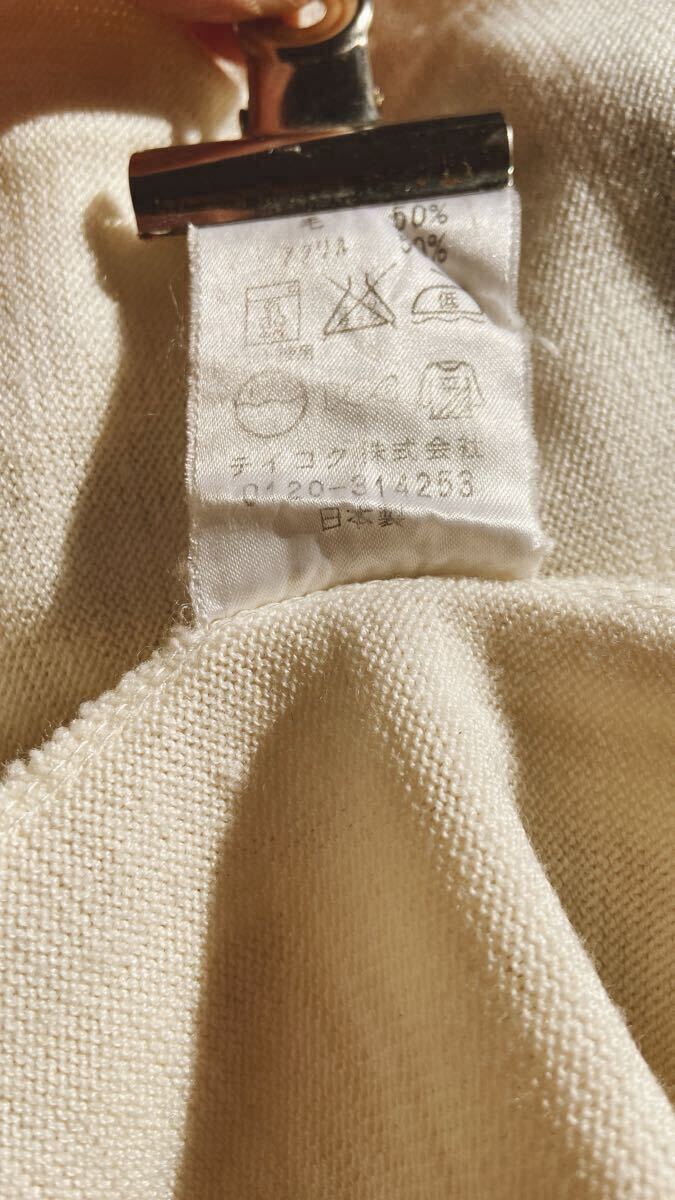 毛 50%
アクリル 50%
低
テイコク株式会社
0120-314253
日本製